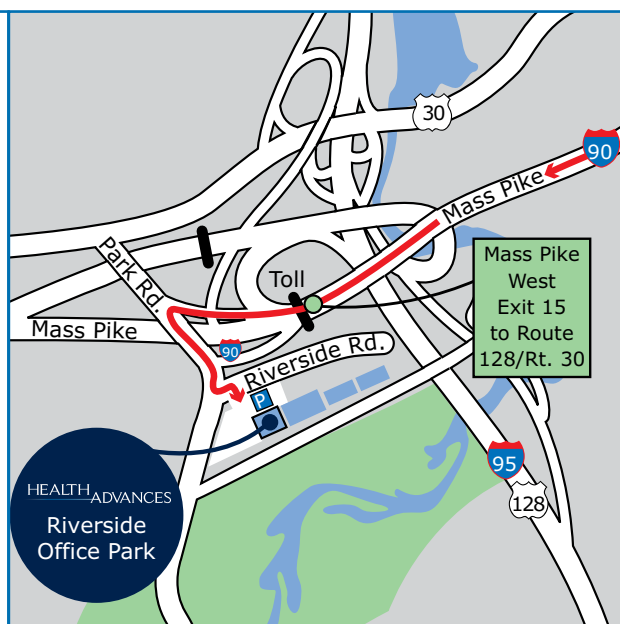 30
90
Mass Pike
Mass Pike
West
Exit 15
to Route
128/Rt. 30
Park Rd.
Toll
Mass Pike
90
Riverside Rd.
P
95
128
HEALTH ADVANCES
Riverside
Office Park